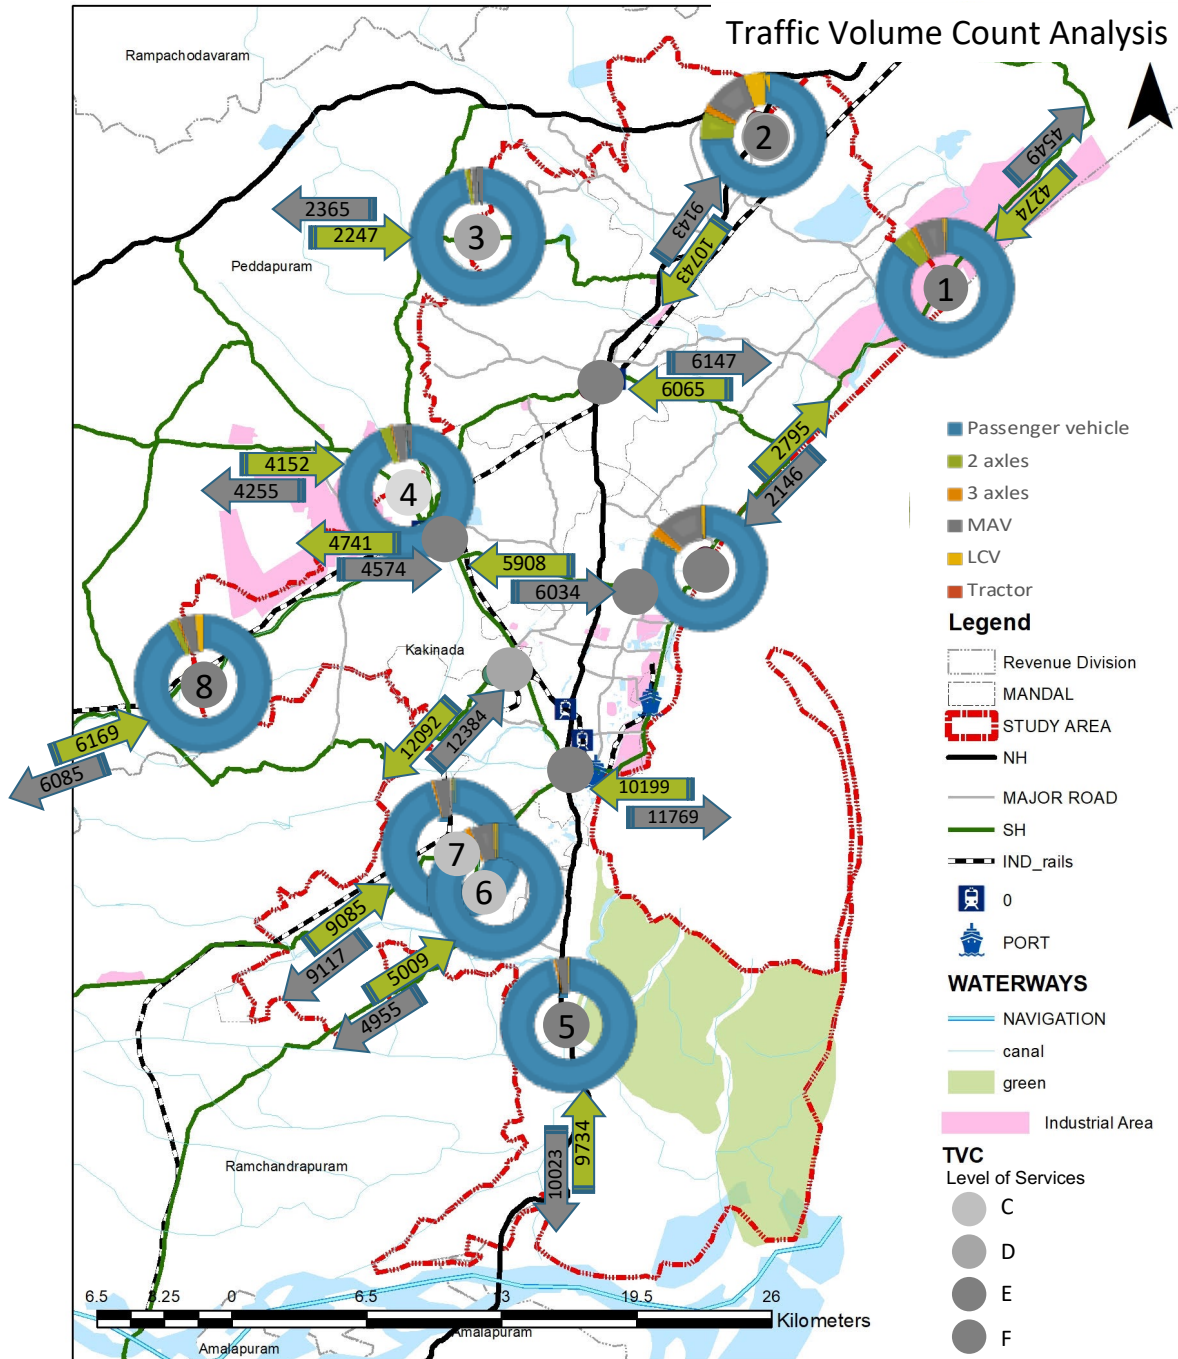 Traffic Volume Count Analysis
Rampachodavaram
2
4549
4274
2365
2247
3
9143
10743
Peddapuram
1
6147
6065
2795
2146
4152
4255
4
4741
4574
5908
6034
Kakinada
8
6169
6085
12092
12384
10199
11769
7
6
9085
9117
5009
4955
5
9734
10023
Ramchandrapuram
Passenger vehicle
2 axles
3 axles
MAV
LCV
Tractor
Legend
Revenue Division
MANDAL
STUDY AREA
NH
MAJOR ROAD
SH
IND_rails
0
PORT
WATERWAYS
NAVIGATION
canal
green
Industrial Area
TVC
Level of Services
C
D
E
F
6.5 3.25 0 6.5 13 19.5 26
Kilometers
Amalapuram
Amalapuram